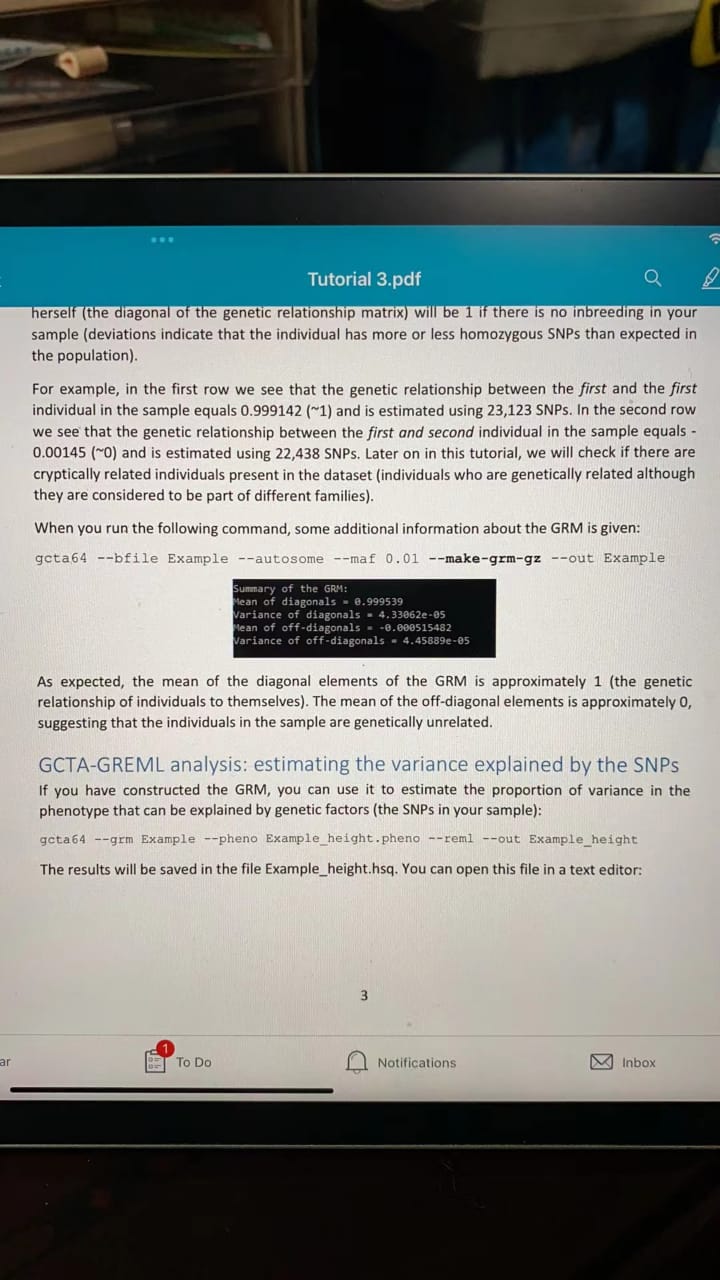 Tutorial 3.pdf
herself (the diagonal of the genetic relationship matrix) will be 1 if there is no inbreeding in your
sample (deviations indicate that the individual has more or less homozygous SNPs than expected in
the population).
For example, in the first row we see that the genetic relationship between the first and the first
individual in the sample equals 0.999142 (~1) and is estimated using 23,123 SNPs. In the second row
we see that the genetic relationship between the first and second individual in the sample equals -
0.00145 (~0) and is estimated using 22,438 SNPs. Later on in this tutorial, we will check if there are
cryptically related individuals present in the dataset (individuals who are genetically related although
they are considered to be part of different families).
When you run the following command, some additional information about the GRM is given:
gcta64 --bfile Example --autosome --maf 0.01 --make-grm-gz --out Example
Summary of the GRM:
Mean of diagonals = 0.999539
Variance of diagonals = 4.33062e-05
Mean of off-diagonals = -0.000515482
Variance of off-diagonals = 4.45889e-05
As expected, the mean of the diagonal elements of the GRM is approximately 1 (the genetic
relationship of individuals to themselves). The mean of the off-diagonal elements is approximately 0,
suggesting that the individuals in the sample are genetically unrelated.
GCTA-GREML analysis: estimating the variance explained by the SNPs
If you have constructed the GRM, you can use it to estimate the proportion of variance in the
phenotype that can be explained by genetic factors (the SNPs in your sample):
gcta64 --grm Example --pheno Example_height.pheno --reml --out Example_height
The results will be saved in the file Example_height.hsq. You can open this file in a text editor:
3
ar
1
To Do
Notifications
Inbox